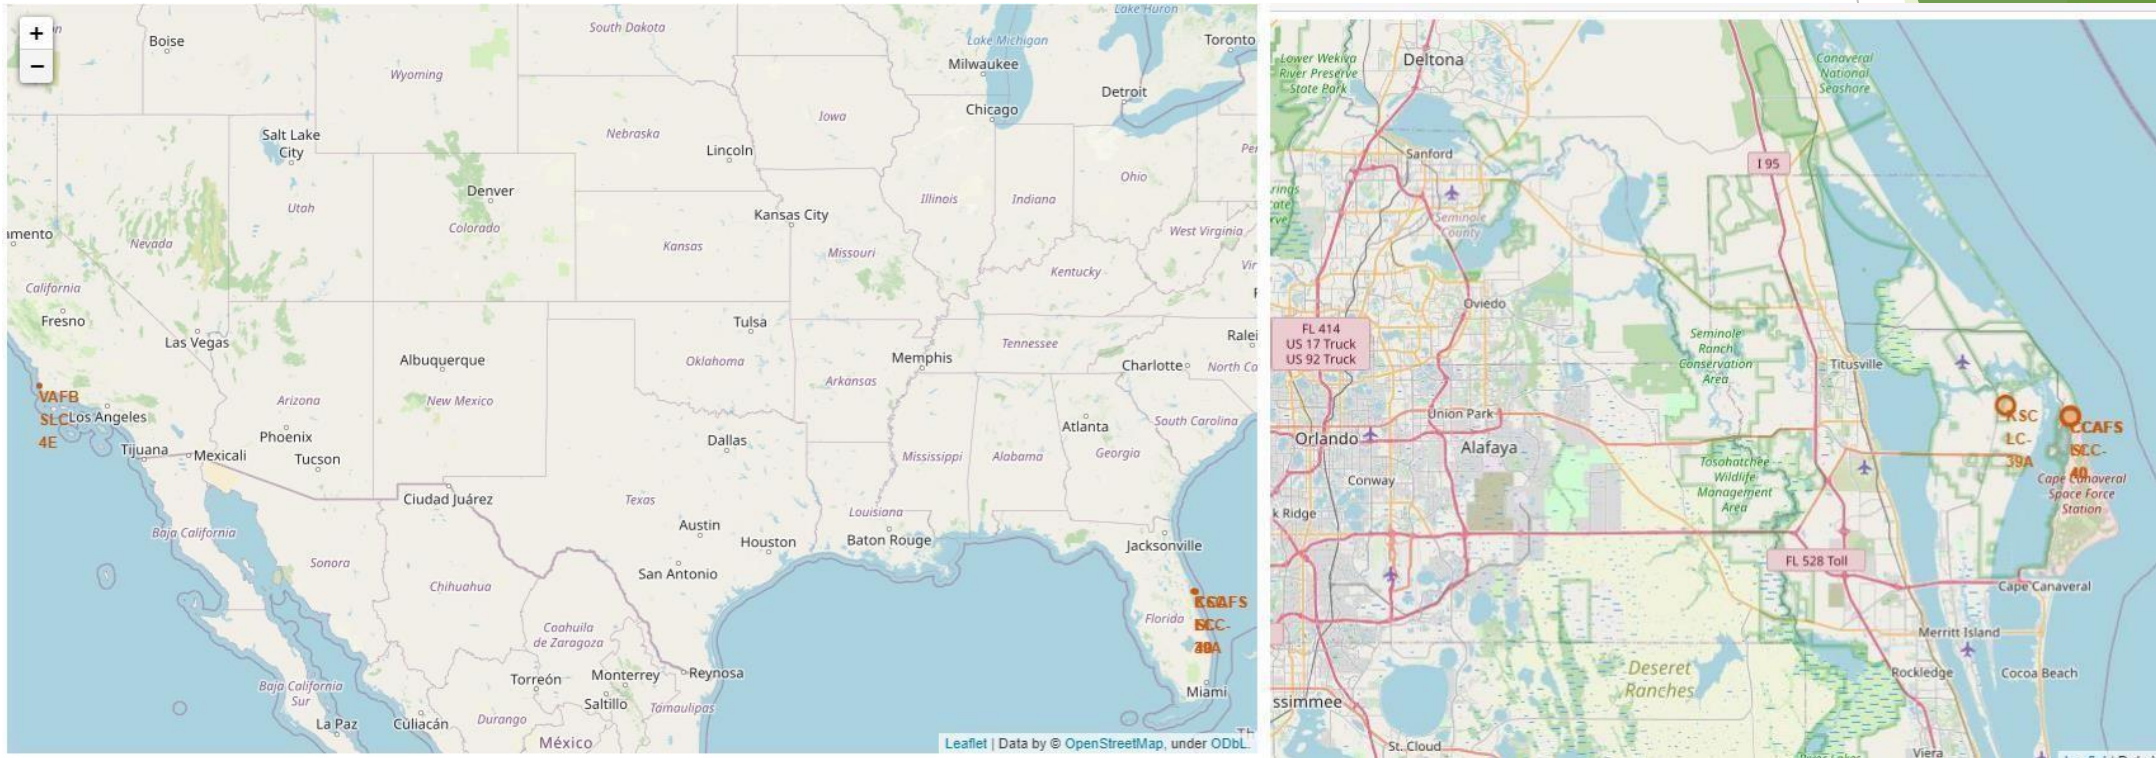 +
−
Boise
South Dakota
Lake Huron
Lake Michigan
Toronto
Wyoming
Milwaukee
Detroit
Chicago
Iowa
Salt Lake
City
Nebraska
Lincoln
Ohio
Denver
Utah
Illinois
Indiana
Kansas City
Colorado
Nevada
Kansas
Missouri
West Virginia
Kentucky
California
Fresno
Las Vegas
Tulsa
Albuquerque
Oklahoma
Memphis
Tennessee
Charlotte
Arkansas
VAFB
SLC-
4E
Los Angeles
Arizona
New Mexico
Phoenix
Tucson
Tijuana
Mexicali
Dallas
Atlanta
South Carolina
Mississippi
Alabama
Georgia
Ciudad Juárez
Texas
Louisiana
Baja California
Austin
Houston
Baton Rouge
Jacksonville
Sonora
Chihuahua
San Antonio
Florida
Coahuila
de Zaragoza
Torreón
Monterrey
Reynosa
Saltillo
Baja California
Sur
Miami
La Paz
Culiacán
Durango
Tamaulipas
México
Leaflet | Data by © OpenStreetMap, under ODbL.
Lower Wekiva
River Preserve
State Park
Deltona
Canaveral
National
Seashore
Sanford
I 95
Seminole
County
Oviedo
FL 414
US 17 Truck
US 92 Truck
Seminole
Ranch
Conservation
Area
Titusville
Union Park
Orlando
Alafaya
KSC
LC-
39A
CCAFS
Tosohatchee
Wildlife
Management
Area
Conway
Cape Canaveral
Space Force
Station
FL 528 Toll
Cape Canaveral
Merritt Island
Deseret
Ranches
Rockledge
Cocoa Beach
St. Cloud
Viera